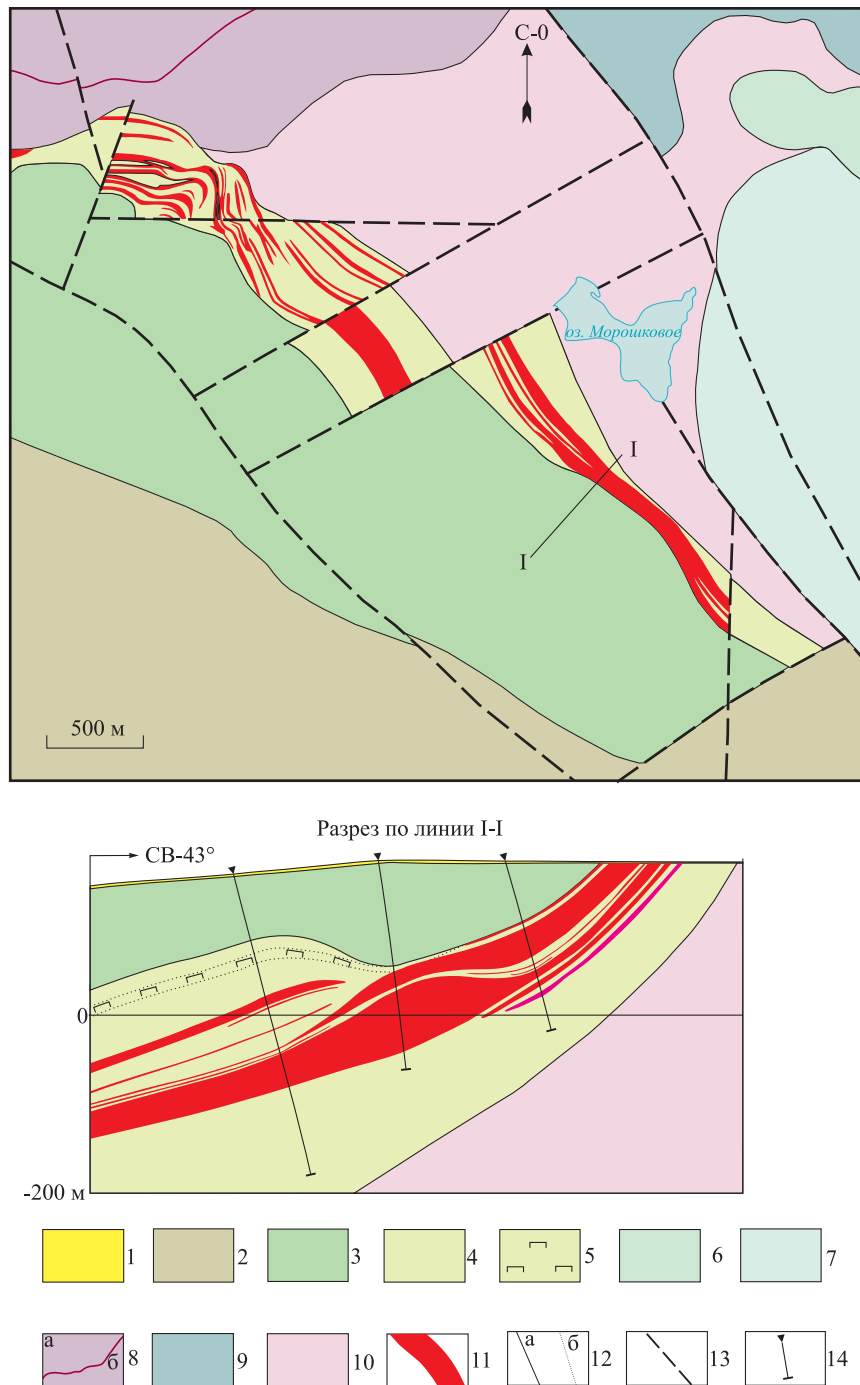 С-0
оз. Морошковое
I
I
500 м
Разрез по линии I-I
СВ-43°
0
-200 м
1 2 3 4 5 6 7
а б 8 9 10 11 а б 12 13 14